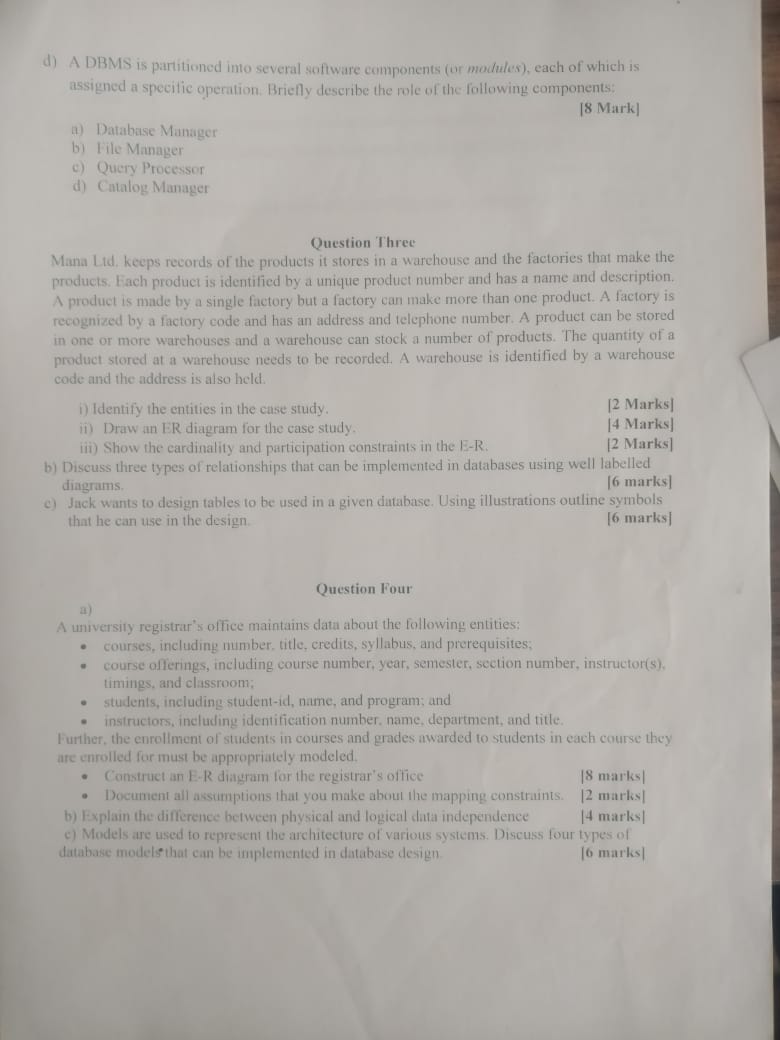 d) A DBMS is partitioned into several software components (or modules), each of which is
assigned a specific operation. Briefly describe the role of the following components:
[8 Mark]
a) Database Manager
b) File Manager
c) Query Processor
d) Catalog Manager
Question Three
Mana Ltd. keeps records of the products it stores in a warehouse and the factories that make the
products. Each product is identified by a unique product number and has a name and description.
A product is made by a single factory but a factory can make more than one product. A factory is
recognized by a factory code and has an address and telephone number. A product can be stored
in one or more warehouses and a warehouse can stock a number of products. The quantity of a
product stored at a warehouse needs to be recorded. A warehouse is identified by a warehouse
code and the address is also held.
i) Identify the entities in the case study. [2 Marks]
ii) Draw an ER diagram for the case study. [4 Marks]
iii) Show the cardinality and participation constraints in the E-R. [2 Marks]
b) Discuss three types of relationships that can be implemented in databases using well labelled
diagrams. [6 marks]
c) Jack wants to design tables to be used in a given database. Using illustrations outline symbols
that he can use in the design. [6 marks]
Question Four
a)
A university registrar's office maintains data about the following entities:
• courses, including number, title, credits, syllabus, and prerequisites;
• course offerings, including course number, year, semester, section number, instructor(s),
timings, and classroom;
• students, including student-id, name, and program; and
• instructors, including identification number, name, department, and title.
Further, the enrollment of students in courses and grades awarded to students in each course they
are enrolled for must be appropriately modeled.
• Construct an E-R diagram for the registrar's office [8 marks]
• Document all assumptions that you make about the mapping constraints. [2 marks]
b) Explain the difference between physical and logical data independence [4 marks]
c) Models are used to represent the architecture of various systems. Discuss four types of
database models that can be implemented in database design. [6 marks]